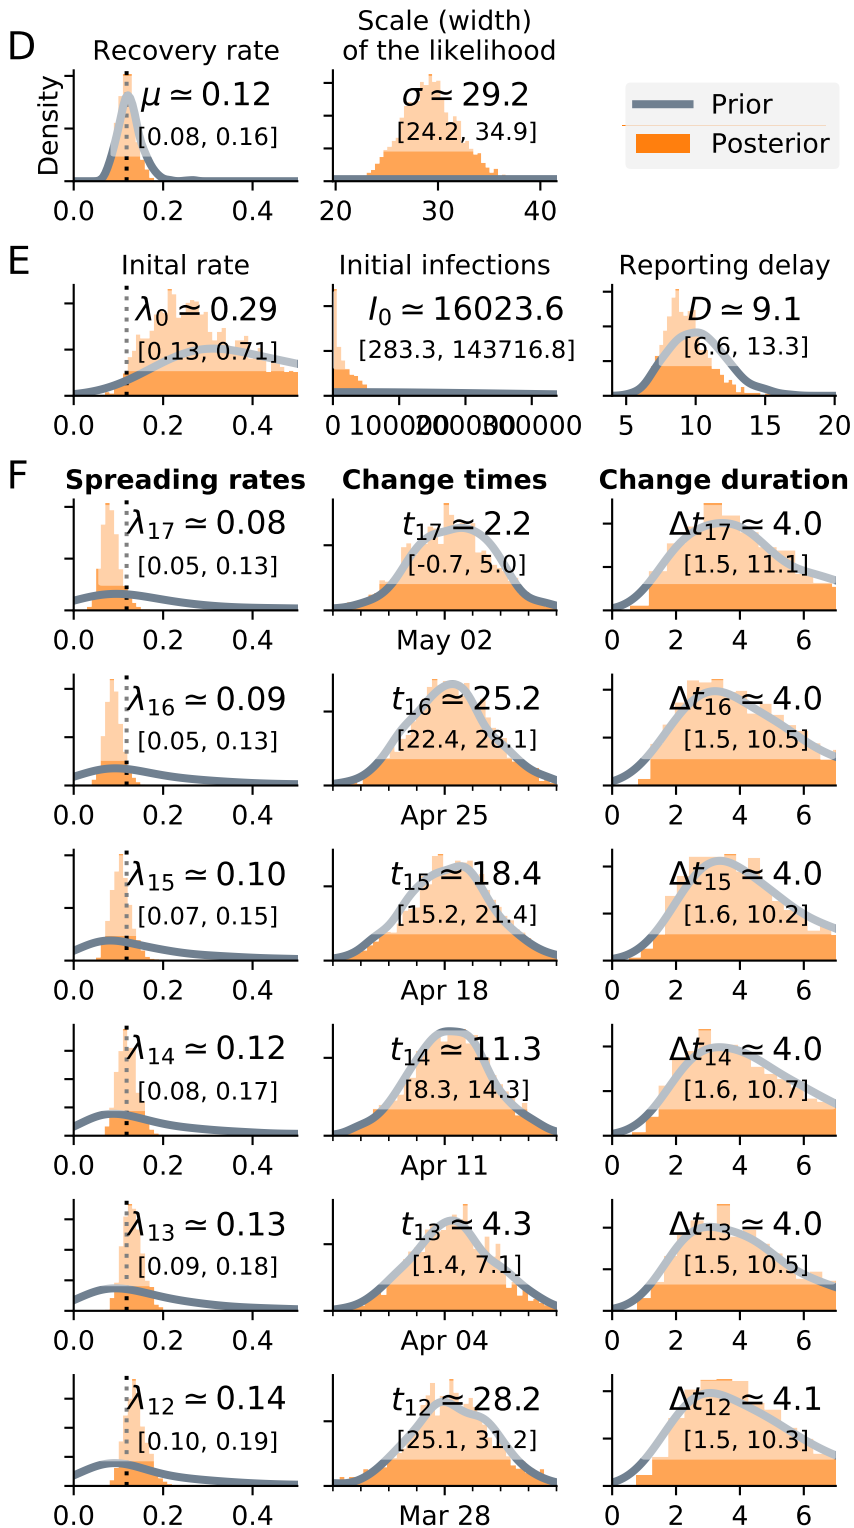 D
Recovery rate
Scale (width)
of the likelihood
Density
μ ≃ 0.12
[0.08, 0.16]
σ ≃ 29.2
[24.2, 34.9]
Prior
Posterior
0.0 0.2 0.4
20 30 40
E
Inital rate
Initial infections
Reporting delay
λ0 ≃ 0.29
[0.13, 0.71]
I0 ≃ 16023.6
[283.3, 143716.8]
D ≃ 9.1
[6.6, 13.3]
0.0 0.2 0.4
0 100000 200000 300000
5 10 15 20
F
Spreading rates
Change times
Change duration
λ17 ≃ 0.08
[0.05, 0.13]
t17 ≃ 2.2
[-0.7, 5.0]
Δt17 ≃ 4.0
[1.5, 11.1]
0.0 0.2 0.4
May 02
0 2 4 6
λ16 ≃ 0.09
[0.05, 0.13]
t16 ≃ 25.2
[22.4, 28.1]
Δt16 ≃ 4.0
[1.5, 10.5]
0.0 0.2 0.4
Apr 25
0 2 4 6
λ15 ≃ 0.10
[0.07, 0.15]
t15 ≃ 18.4
[15.2, 21.4]
Δt15 ≃ 4.0
[1.6, 10.2]
0.0 0.2 0.4
Apr 18
0 2 4 6
λ14 ≃ 0.12
[0.08, 0.17]
t14 ≃ 11.3
[8.3, 14.3]
Δt14 ≃ 4.0
[1.6, 10.7]
0.0 0.2 0.4
Apr 11
0 2 4 6
λ13 ≃ 0.13
[0.09, 0.18]
t13 ≃ 4.3
[1.4, 7.1]
Δt13 ≃ 4.0
[1.5, 10.5]
0.0 0.2 0.4
Apr 04
0 2 4 6
λ12 ≃ 0.14
[0.10, 0.19]
t12 ≃ 28.2
[25.1, 31.2]
Δt12 ≃ 4.1
[1.5, 10.3]
0.0 0.2 0.4
Mar 28
0 2 4 6